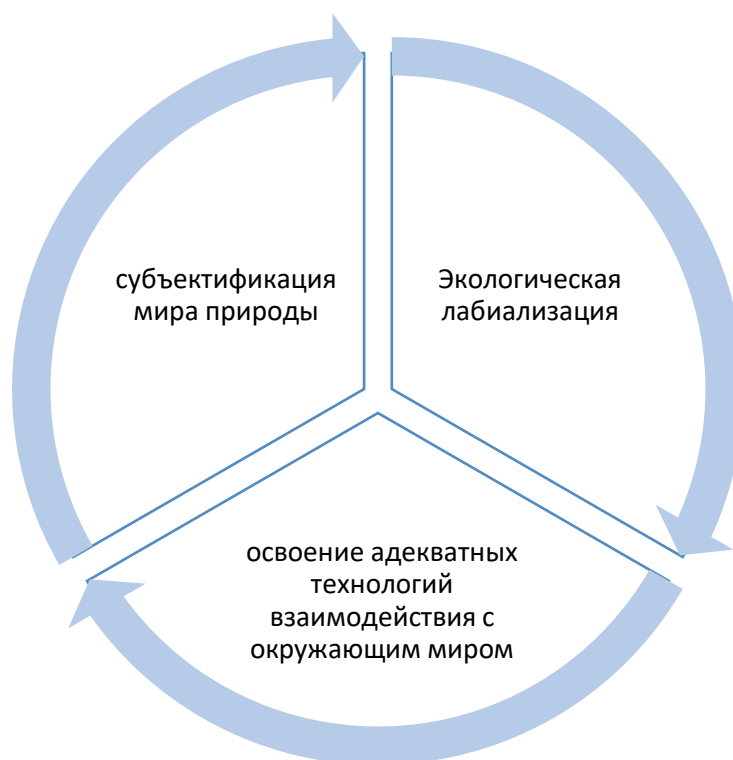 субъектификация
мира природы
Экологическая
лабиализация
освоение адекватных
технологий
взаимодействия с
окружающим миром